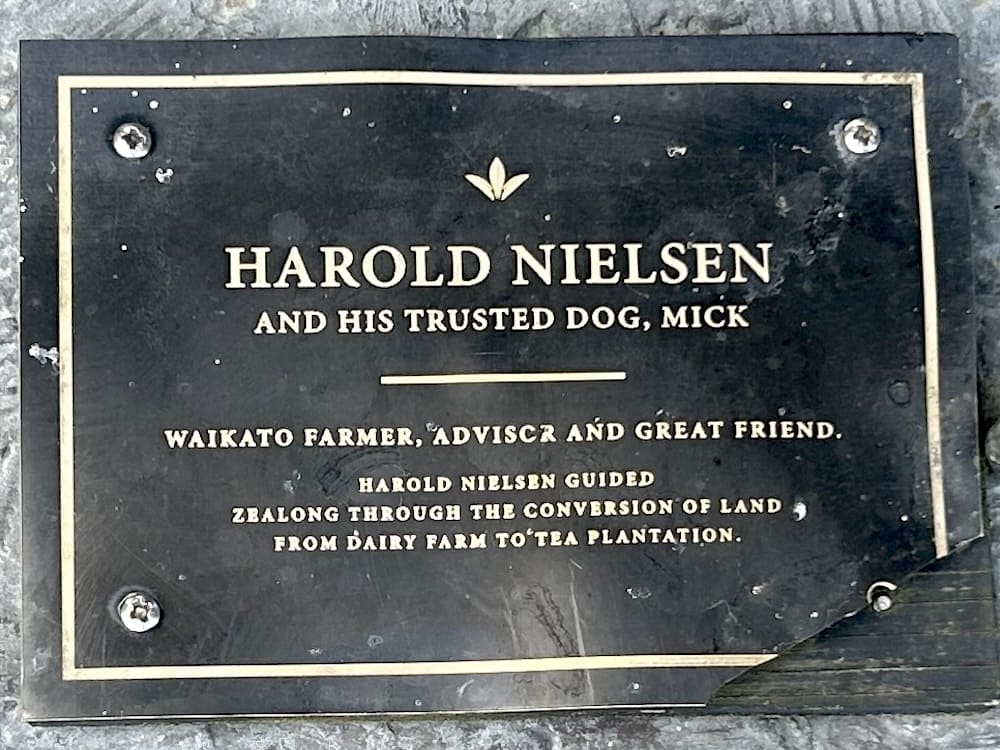 HAROLD NIELSEN
AND HIS TRUSTED DOG, MICK
WAIKATO FARMER, ADVISOR AND GREAT FRIEND.
HAROLD NIELSEN GUIDED
ZEALONG THROUGH THE CONVERSION OF LAND
FROM DAIRY FARM TO TEA PLANTATION.